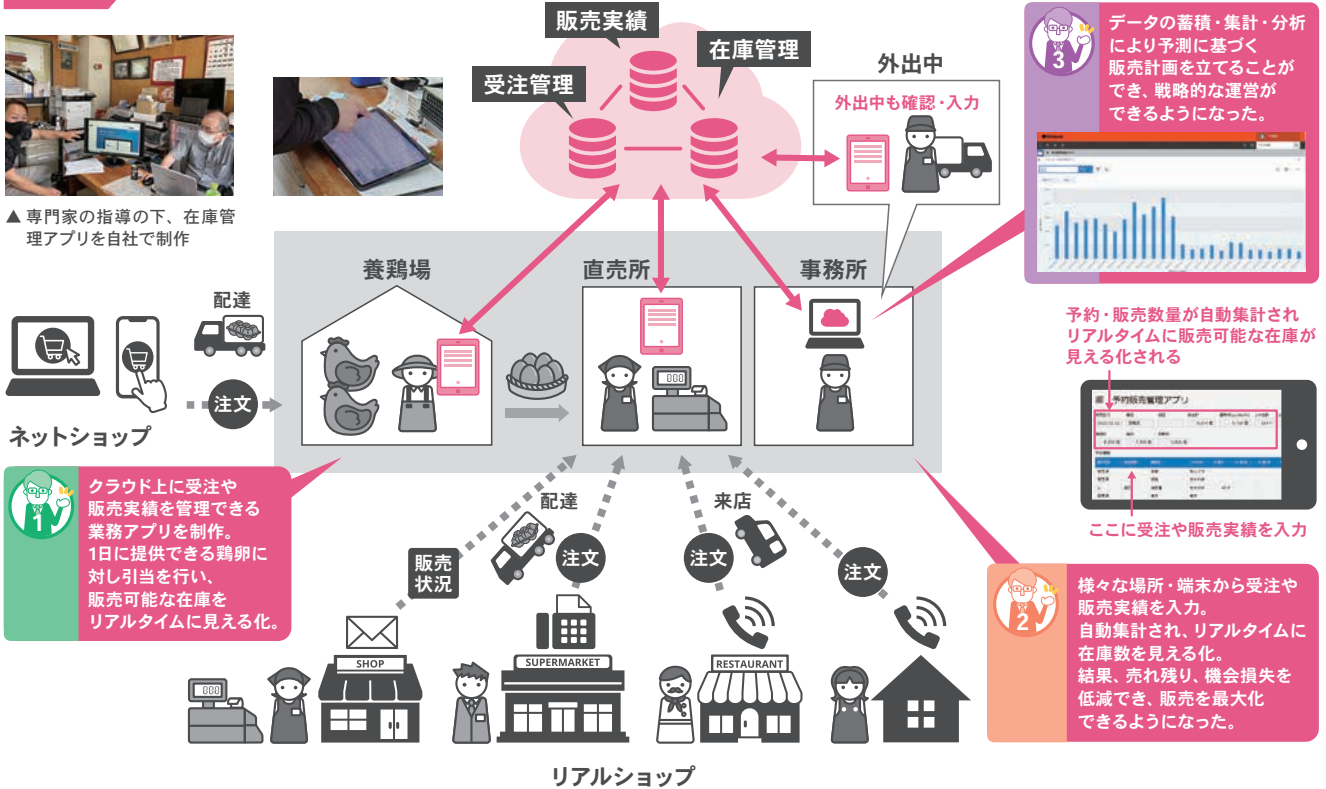 販売実績
在庫管理
受注管理
外出中
外出中も確認・入力
3
データの蓄積・集計・分析
により予測に基づく
販売計画を立てることが
でき、戦略的な運営が
できるようになった。
▲ 専門家の指導の下、在庫管
理アプリを自社で制作
養鶏場
直売所
事務所
配達
注文
ネットショップ
予約・販売数量が自動集計され
リアルタイムに販売可能な在庫が
見える化される
予約販売管理アプリ
ここに受注や販売実績を入力
1
クラウド上に受注や
販売実績を管理できる
業務アプリを制作。
1日に提供できる鶏卵に
対し引当を行い、
販売可能な在庫を
リアルタイムに見える化。
配達
来店
販売
状況
注文
注文
注文
2
様々な場所・端末から受注や
販売実績を入力。
自動集計され、リアルタイムに
在庫数を見える化。
結果、売れ残り、機会損失を
低減でき、販売を最大化
できるようになった。
SHOP
SUPERMARKET
RESTAURANT
リアルショップ